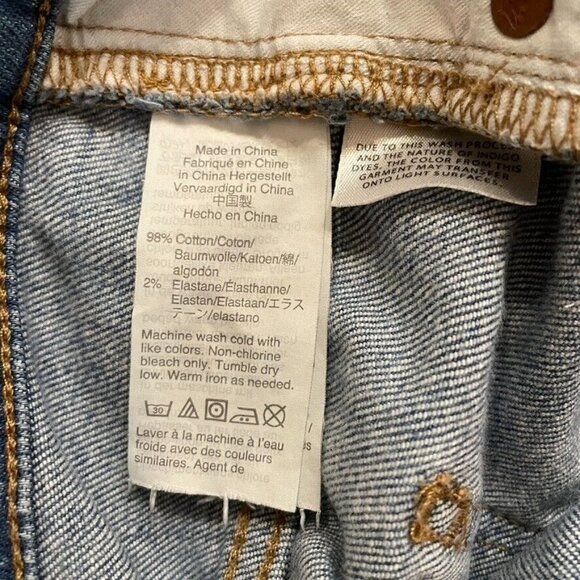 Made in China
Fabriqué en Chine
in China Hergestellt
Vervaardigd in China
中国製
Hecho en China
98% Cotton/Coton/
Baumwolle/Katoen/綿/
algodón
2% Elastane/Élasthanne/
Elastan/Elastaan/エラス
テーン/elastano
Machine wash cold with
like colors. Non-chlorine
bleach only. Tumble dry
low. Warm iron as needed.
30
Laver à la machine à l'eau
froide avec des couleurs
similaires. Agent de
DUE TO THIS WASH PROCESS
AND THE NATURE OF INDIGO
DYES, THE COLOR FROM THIS
GARMENT MAY TRANSFER
ONTO LIGHT SURFACES.